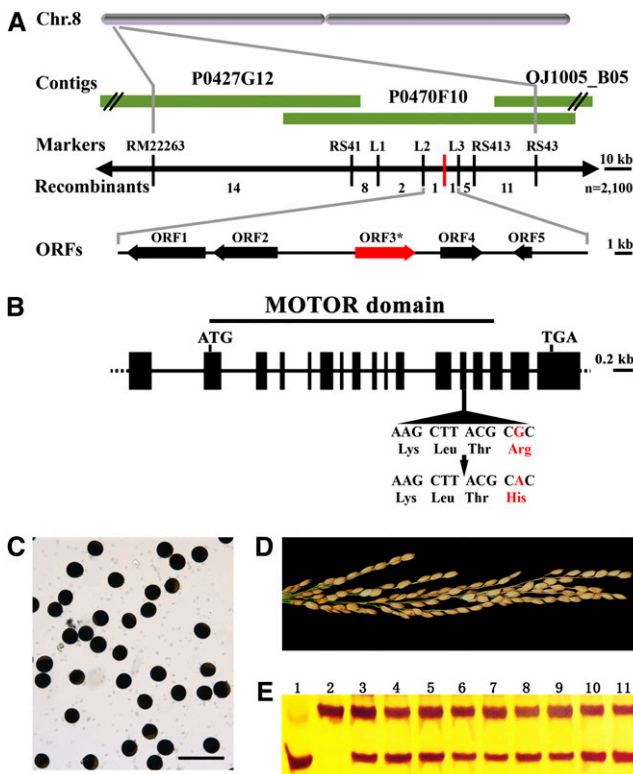 A
Chr.8
Contigs
P0427G12
P0470F10
OJ1005_B05
Markers
RM22263 RS41 L1 L2 L3 RS413 RS43
10 kb
Recombinants
14 8 2 1 1 5 11
n=2,100
ORFs
ORF1 ORF2 ORF3* ORF4 ORF5
1 kb
B
MOTOR domain
ATG TGA
0.2 kb
AAG CTT ACG CGC
Lys Leu Thr Arg
AAG CTT ACG CAC
Lys Leu Thr His
C
D
E
1 2 3 4 5 6 7 8 9 10 11